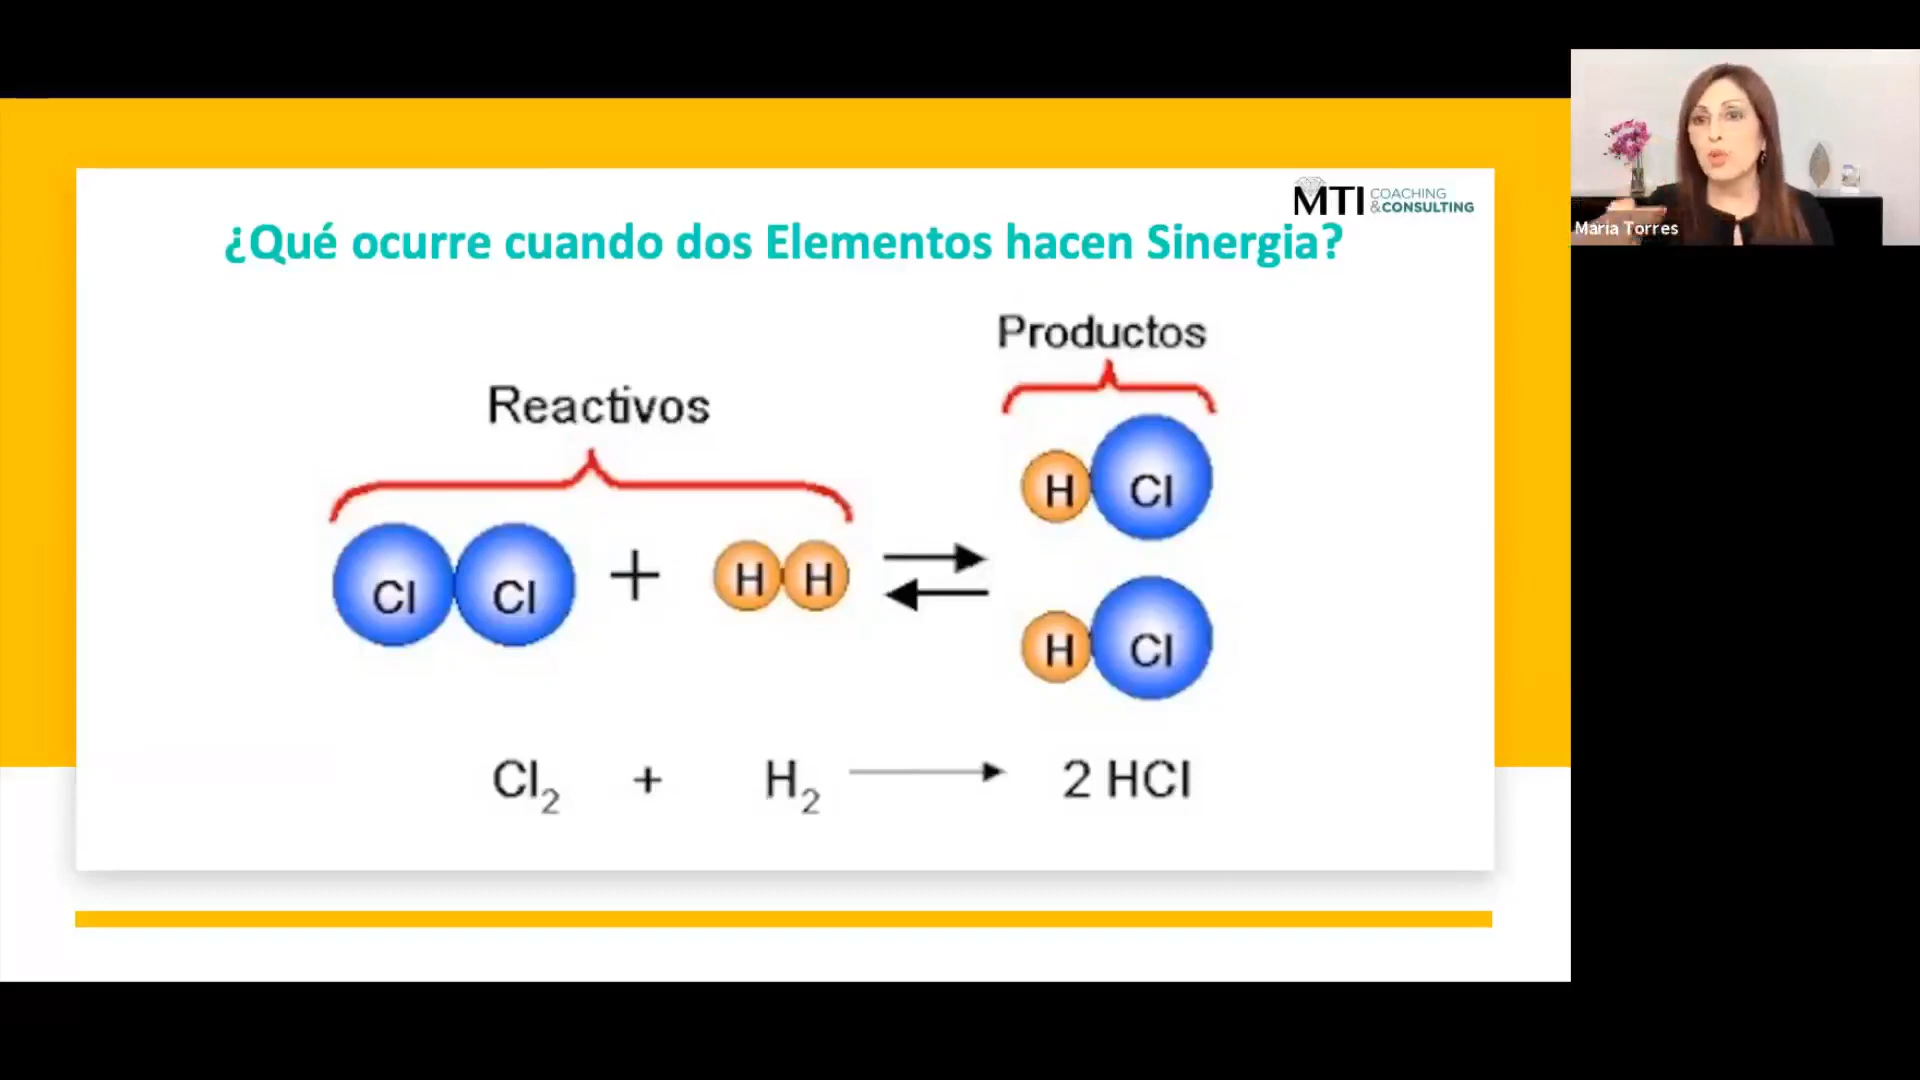 MTI COACHING
&CONSULTING
¿Qué ocurre cuando dos Elementos hacen Sinergia?
Maria Torres
Productos
Reactivos
H Cl
Cl Cl + H H
H Cl
Cl₂ + H₂ → 2 HCl